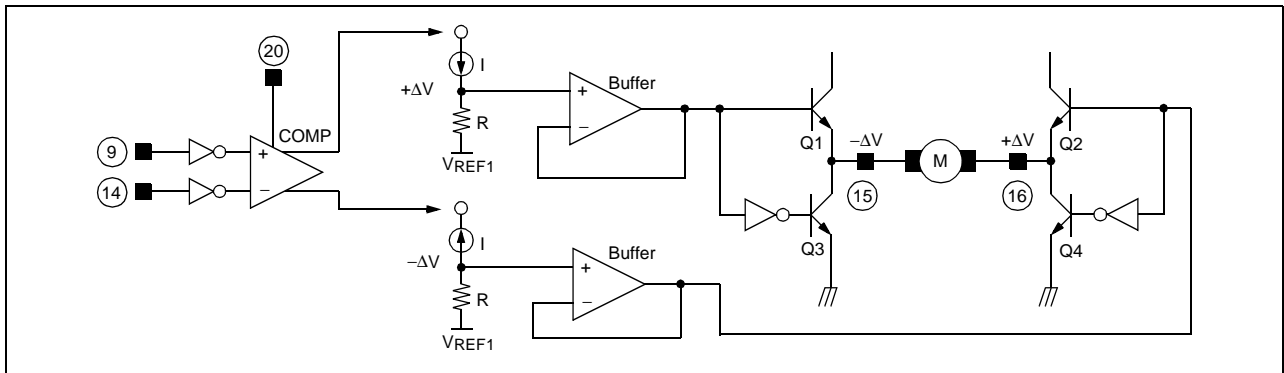 20
I
+ΔV
Buffer
+
−
R
VREF1
COMP
9
+
14
−
Q1
−ΔV
M
+ΔV
Q2
15
16
Q3
Q4
I
−ΔV
Buffer
+
−
R
VREF1